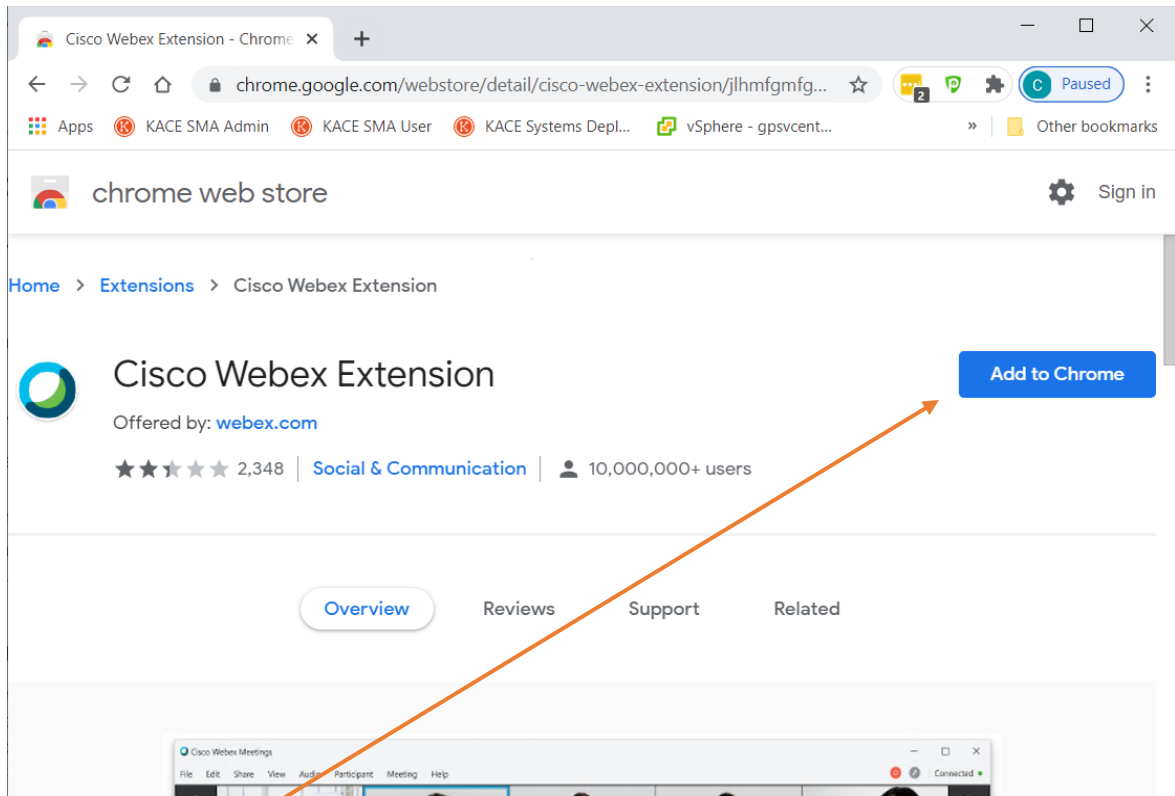 Cisco Webex Extension - Chrome
chrome.google.com/webstore/detail/cisco-webex-extension/jlhmfgmfg...
2
C Paused
Apps KACE SMA Admin KACE SMA User KACE Systems Depl... vSphere - gpsvcent... » Other bookmarks
chrome web store Sign in
Home > Extensions > Cisco Webex Extension
Cisco Webex Extension
Add to Chrome
Offered by: webex.com
2,348 Social & Communication 10,000,000+ users
Overview Reviews Support Related
Cisco Webex Meetings
File Edit Share View Audio Participant Meeting Help Connected